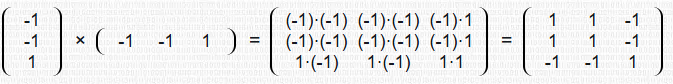 -1
-1
1
× ( -1 -1 1 ) =
(-1)·(-1) (-1)·(-1) (-1)·1
(-1)·(-1) (-1)·(-1) (-1)·1
1·(-1) 1·(-1) 1·1
=
1 1 -1
1 1 -1
-1 -1 1